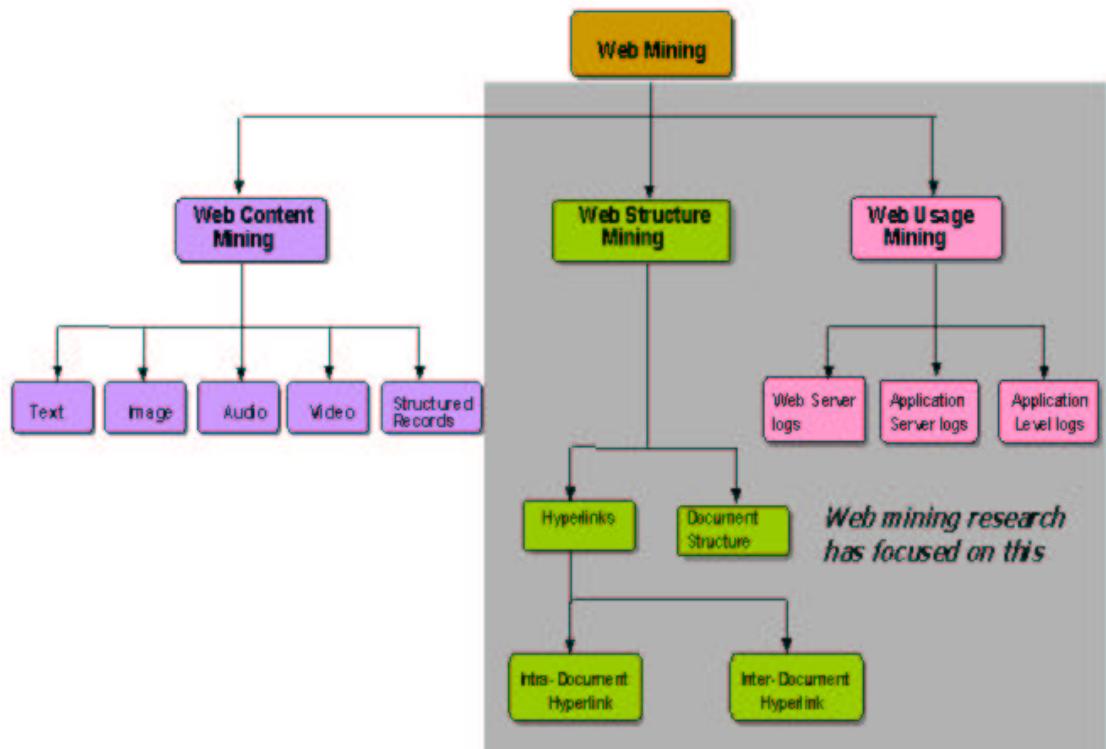 Web Mining
Web Content
Mining
Web Structure
Mining
Web Usage
Mining
Text
Image
Audio
Video
Structured
Records
Web Server
logs
Application
Server logs
Application
Level logs
Hyperlinks
Document
Structure
Web mining research
has focused on this
Intra-Document
Hyperlink
Inter-Document
Hyperlink